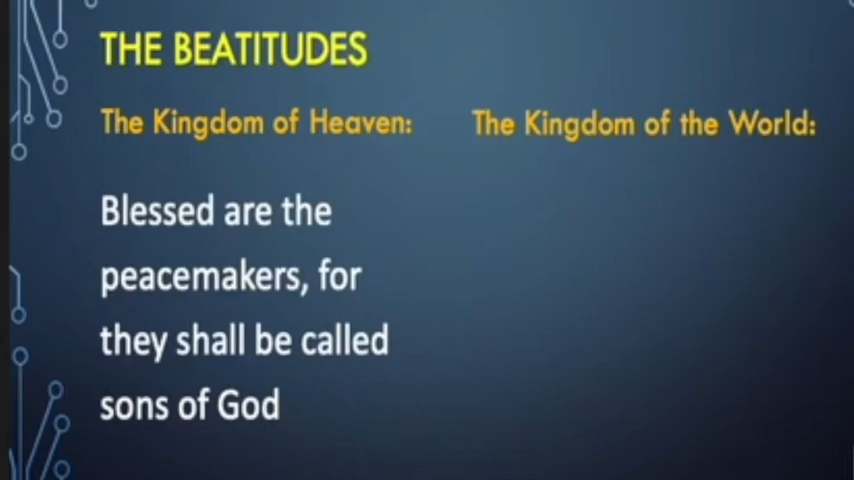 THE BEATITUDES
The Kingdom of Heaven:
The Kingdom of the World:
Blessed are the
peacemakers, for
they shall be called
sons of God